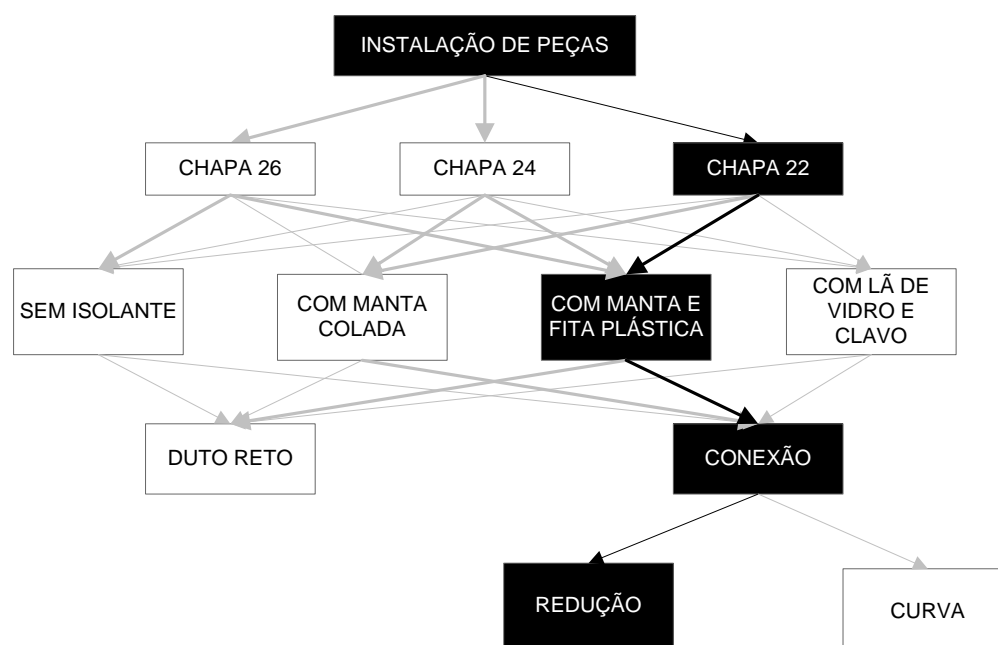 INSTALAÇÃO DE PEÇAS
CHAPA 26
CHAPA 24
CHAPA 22
SEM ISOLANTE
COM MANTA
COLADA
COM MANTA E
FITA PLÁSTICA
COM LÃ DE
VIDRO E
CLAVO
DUTO RETO
CONEXÃO
REDUÇÃO
CURVA